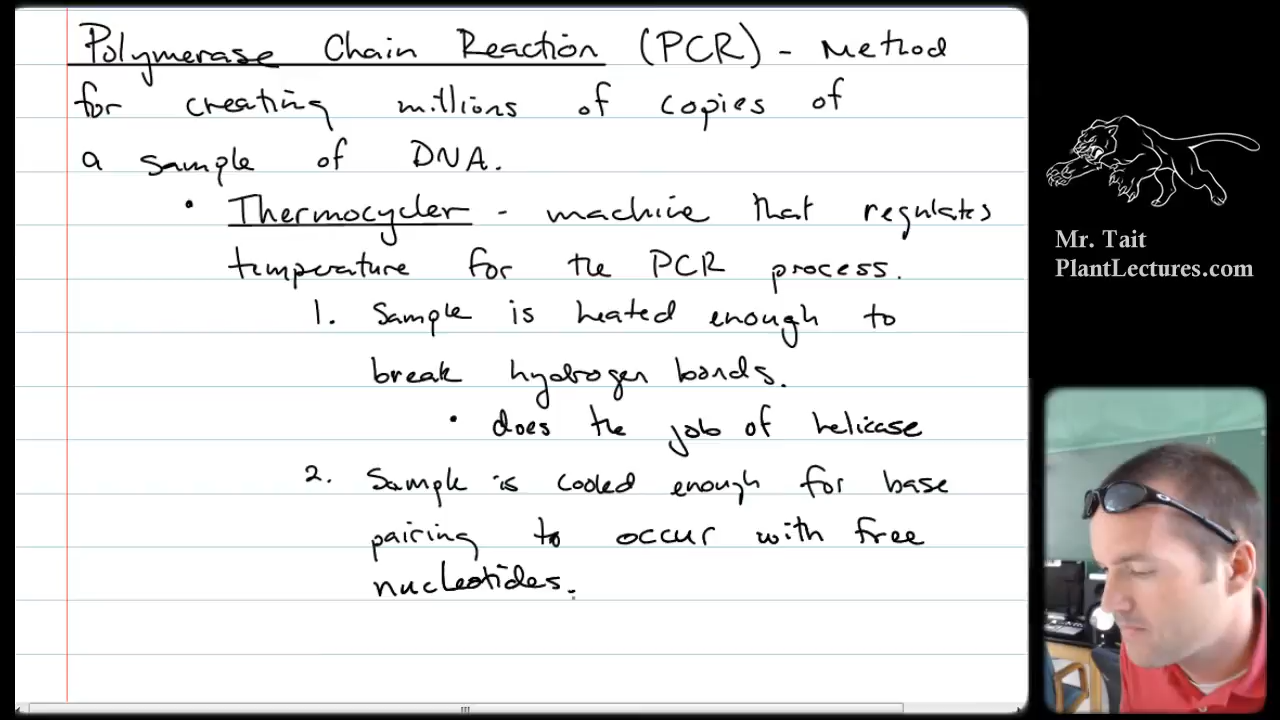 Polymerase Chain Reaction (PCR) - Method
for creating millions of copies of
a sample of DNA.
• Thermocycler - machine that regulates
temperature for the PCR process.
1. Sample is heated enough to
break hydrogen bonds.
• does the job of helicase
2. Sample is cooled enough for base
pairing to occur with free
nucleotides.
Mr. Tait
PlantLectures.com